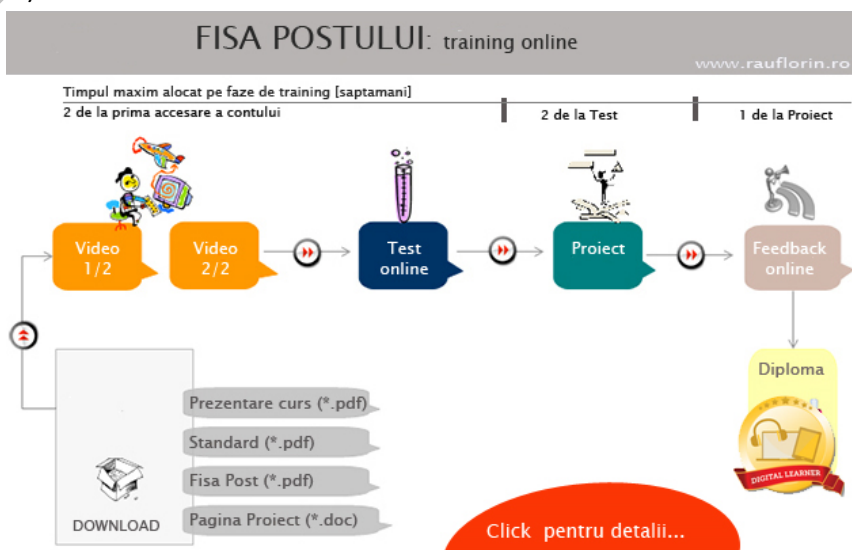 FISA POSTULUI: training online
www.rauflorin.ro
Timpul maxim alocat pe faze de training [saptamani]
2 de la prima accesare a contului
2 de la Test
1 de la Proiect
Video
1/2
Video
2/2
Test
online
Proiect
Feedback
online
Diploma
DIGITAL LEARNER
Prezentare curs (*.pdf)
Standard (*.pdf)
Fisa Post (*.pdf)
Pagina Proiect (*.doc)
DOWNLOAD
Click pentru detalii...